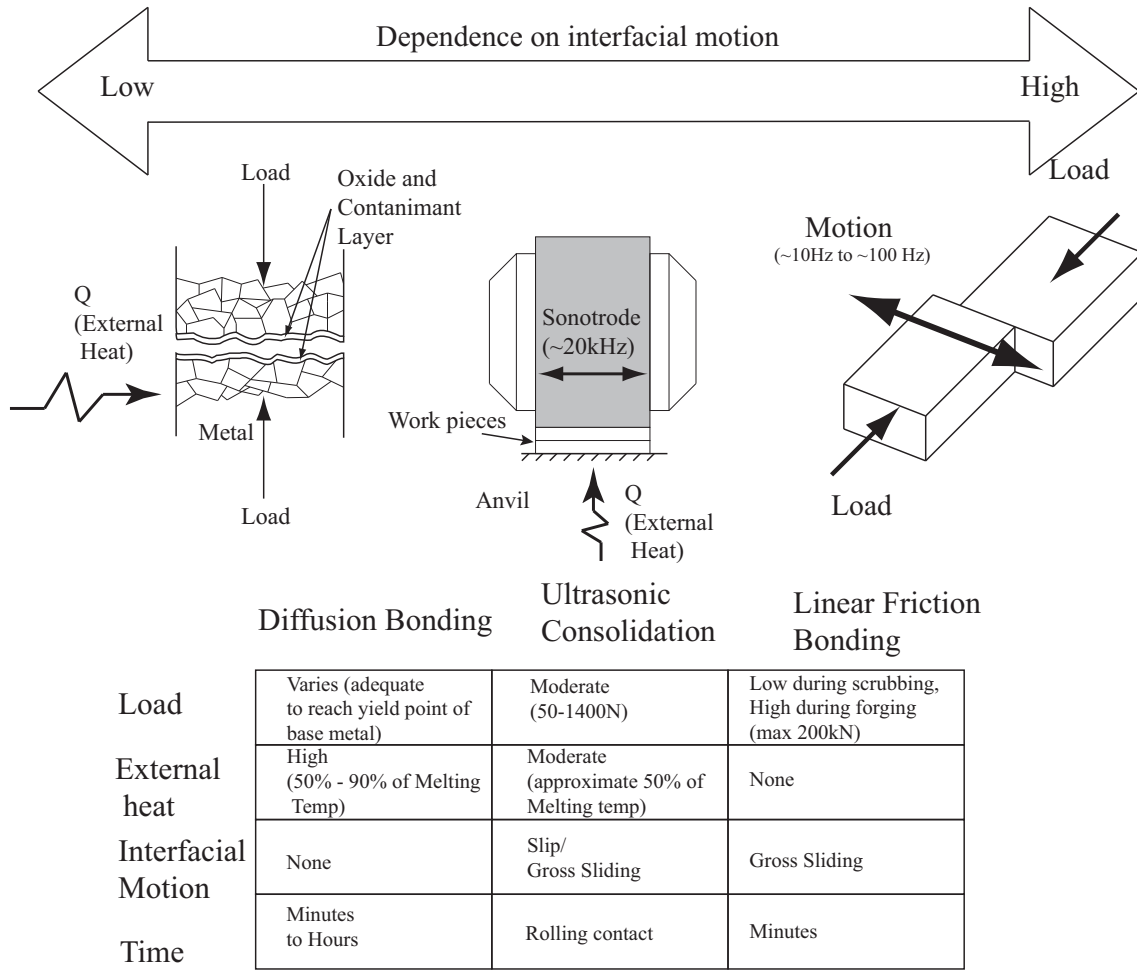 Dependence on interfacial motion
Low
High
Load
Oxide and
Contanimant
Layer
Q
(External
Heat)
Metal
Load
Sonotrode
(~20kHz)
Work pieces
Anvil
Q
(External
Heat)
Load
Motion
(~10Hz to ~100 Hz)
Load
Diffusion Bonding
Ultrasonic
Consolidation
Linear Friction
Bonding
Load
Varies (adequate
to reach yield point of
base metal)
Moderate
(50-1400N)
Low during scrubbing,
High during forging
(max 200kN)
External
heat
High
(50% - 90% of Melting
Temp)
Moderate
(approximate 50% of
Melting temp)
None
Interfacial
Motion
None
Slip/
Gross Sliding
Gross Sliding
Time
Minutes
to Hours
Rolling contact
Minutes